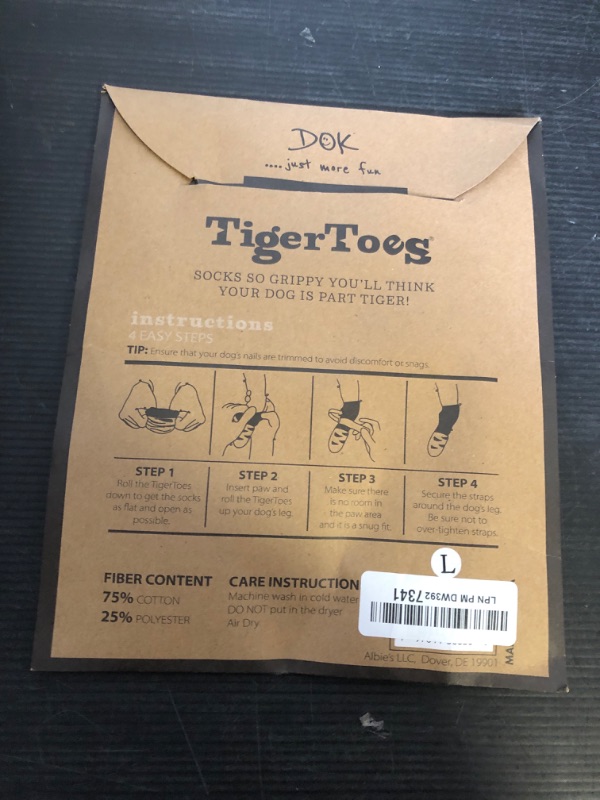 DOK
....just more fun
TigerToes
SOCKS SO GRIPPY YOU'LL THINK
YOUR DOG IS PART TIGER!
instructions
4 EASY STEPS
TIP: Ensure that your dog's nails are trimmed to avoid discomfort or snags.
STEP 1
Roll the TigerToes
down to get the socks
as flat and open as
possible.
STEP 2
Insert paw and
roll the TigerToes
up your dog's leg.
STEP 3
Make sure there
is no room in
the paw area
and it is a snug fit.
STEP 4
Secure the straps
around the dog's leg.
Be sure not to
over-tighten straps.
FIBER CONTENT
75% COTTON
25% POLYESTER
CARE INSTRUCTION
Machine wash in cold water
DO NOT put in the dryer
Air Dry
L
LPN PM DW392 7341
Albie's LLC, Dover, DE 19901
MA